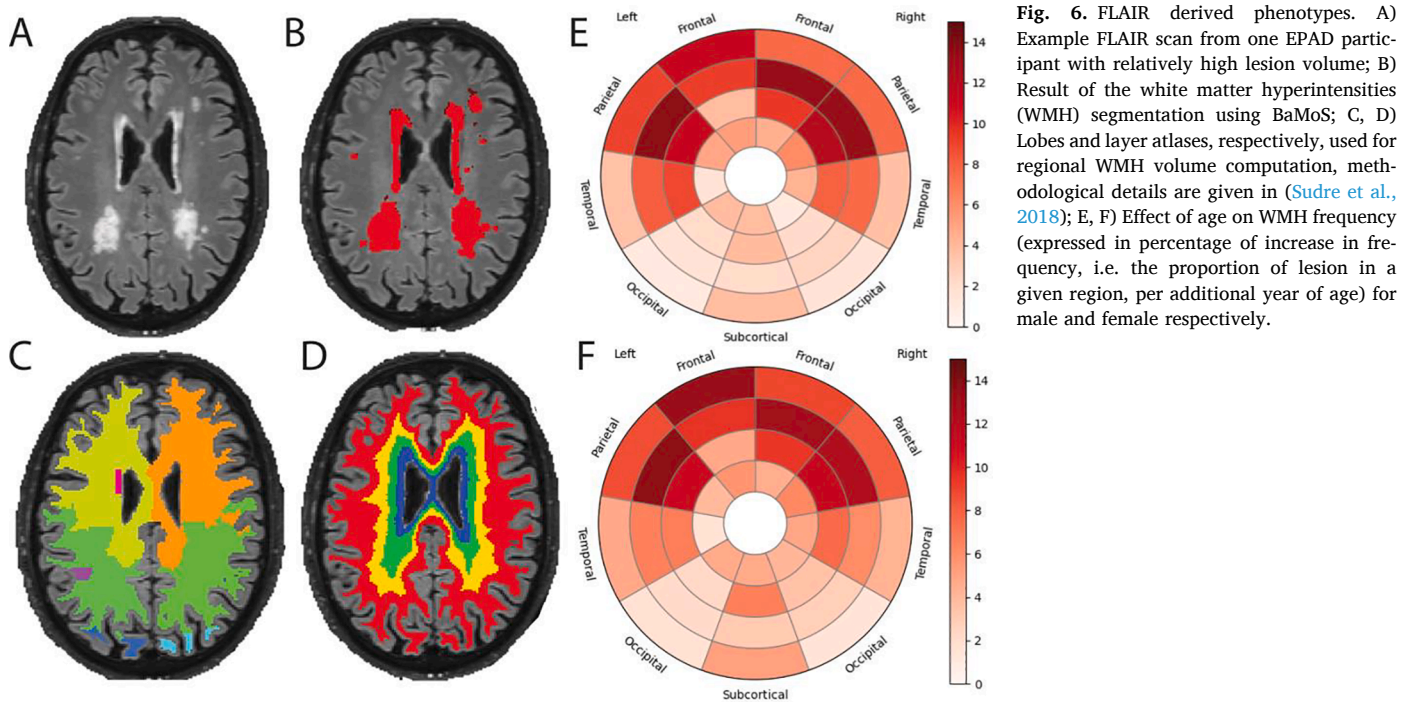 A
B
E
Left
Frontal
Frontal
Right
Parietal
Parietal
Temporal
Temporal
Occipital
Occipital
Subcortical
14
12
10
8
6
4
2
0
C
D
F
Left
Frontal
Frontal
Right
Parietal
Parietal
Temporal
Temporal
Occipital
Occipital
Subcortical
14
12
10
8
6
4
2
0
Fig. 6. FLAIR derived phenotypes. A)
Example FLAIR scan from one EPAD partic-
ipant with relatively high lesion volume; B)
Result of the white matter hyperintensities
(WMH) segmentation using BaMoS; C, D)
Lobes and layer atlases, respectively, used for
regional WMH volume computation, meth-
odological details are given in (Sudre et al.,
2018); E, F) Effect of age on WMH frequency
(expressed in percentage of increase in fre-
quency, i.e. the proportion of lesion in a
given region, per additional year of age) for
male and female respectively.